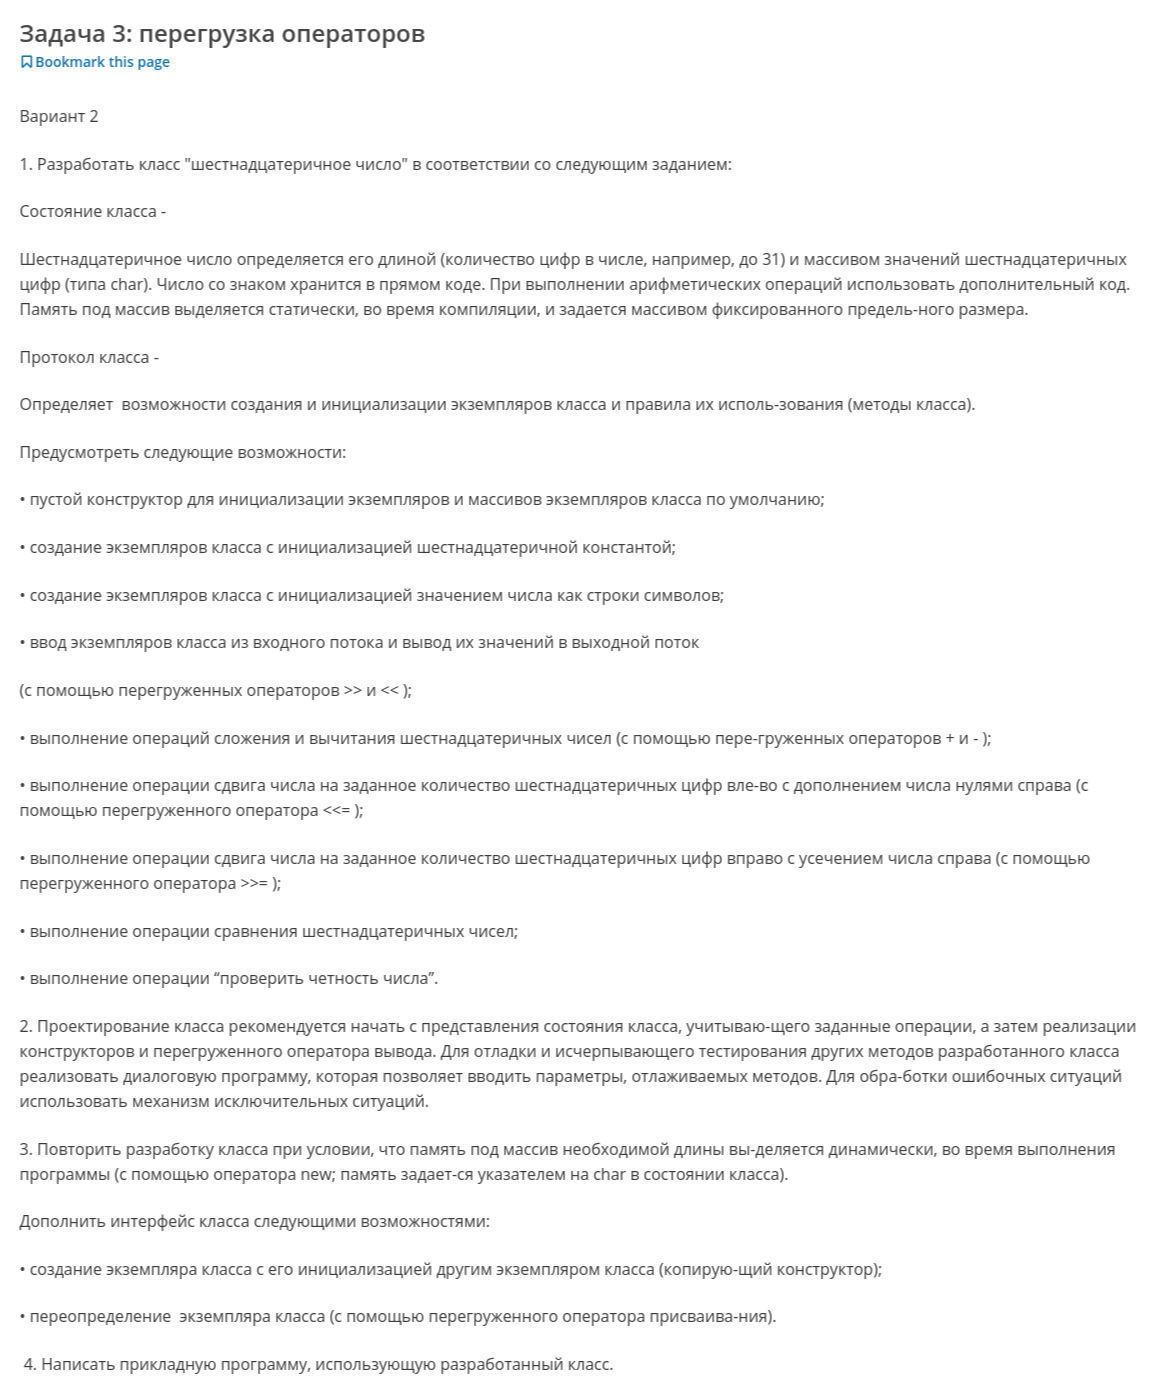 Задача 3: перегрузка операторов
Bookmark this page
Вариант 2
1. Разработать класс "шестнадцатеричное число" в соответствии со следующим заданием:
Состояние класса -
Шестнадцатеричное число определяется его длиной (количество цифр в числе, например, до 31) и массивом значений шестнадцатеричных
цифр (типа char). Число со знаком хранится в прямом коде. При выполнении арифметических операций использовать дополнительный код.
Память под массив выделяется статически, во время компиляции, и задается массивом фиксированного предель-ного размера.
Протокол класса -
Определяет  возможности создания и инициализации экземпляров класса и правила их исполь-зования (методы класса).
Предусмотреть следующие возможности:
• пустой конструктор для инициализации экземпляров и массивов экземпляров класса по умолчанию;
• создание экземпляров класса с инициализацией шестнадцатеричной константой;
• создание экземпляров класса с инициализацией значением числа как строки символов;
• ввод экземпляров класса из входного потока и вывод их значений в выходной поток
(с помощью перегруженных операторов >> и << );
• выполнение операций сложения и вычитания шестнадцатеричных чисел (с помощью пере-груженных операторов + и - );
• выполнение операции сдвига числа на заданное количество шестнадцатеричных цифр вле-во с дополнением числа нулями справа (с
помощью перегруженного оператора <<= );
• выполнение операции сдвига числа на заданное количество шестнадцатеричных цифр вправо с усечением числа справа (с помощью
перегруженного оператора >>= );
• выполнение операции сравнения шестнадцатеричных чисел;
• выполнение операции “проверить четность числа”.
2. Проектирование класса рекомендуется начать с представления состояния класса, учитываю-щего заданные операции, а затем реализации
конструкторов и перегруженного оператора вывода. Для отладки и исчерпывающего тестирования других методов разработанного класса
реализовать диалоговую программу, которая позволяет вводить параметры, отлаживаемых методов. Для обра-ботки ошибочных ситуаций
использовать механизм исключительных ситуаций.
3. Повторить разработку класса при условии, что память под массив необходимой длины вы-деляется динамически, во время выполнения
программы (с помощью оператора new; память задает-ся указателем на char в состоянии класса).
Дополнить интерфейс класса следующими возможностями:
• создание экземпляра класса с его инициализацией другим экземпляром класса (копирую-щий конструктор);
• переопределение  экземпляра класса (с помощью перегруженного оператора присваива-ния).
4. Написать прикладную программу, использующую разработанный класс.